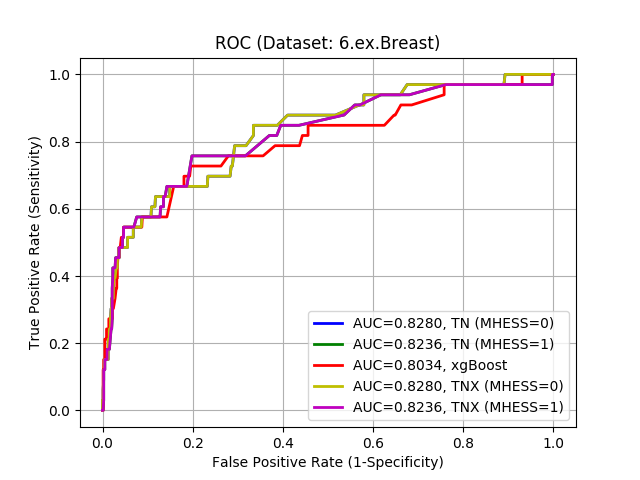 ROC (Dataset: 6.ex.Breast)
1.0
0.8
0.6
0.4
0.2
0.0
True Positive Rate (Sensitivity)
AUC=0.8280, TN (MHESS=0)
AUC=0.8236, TN (MHESS=1)
AUC=0.8034, xgBoost
AUC=0.8280, TNX (MHESS=0)
AUC=0.8236, TNX (MHESS=1)
0.0 0.2 0.4 0.6 0.8 1.0
False Positive Rate (1-Specificity)